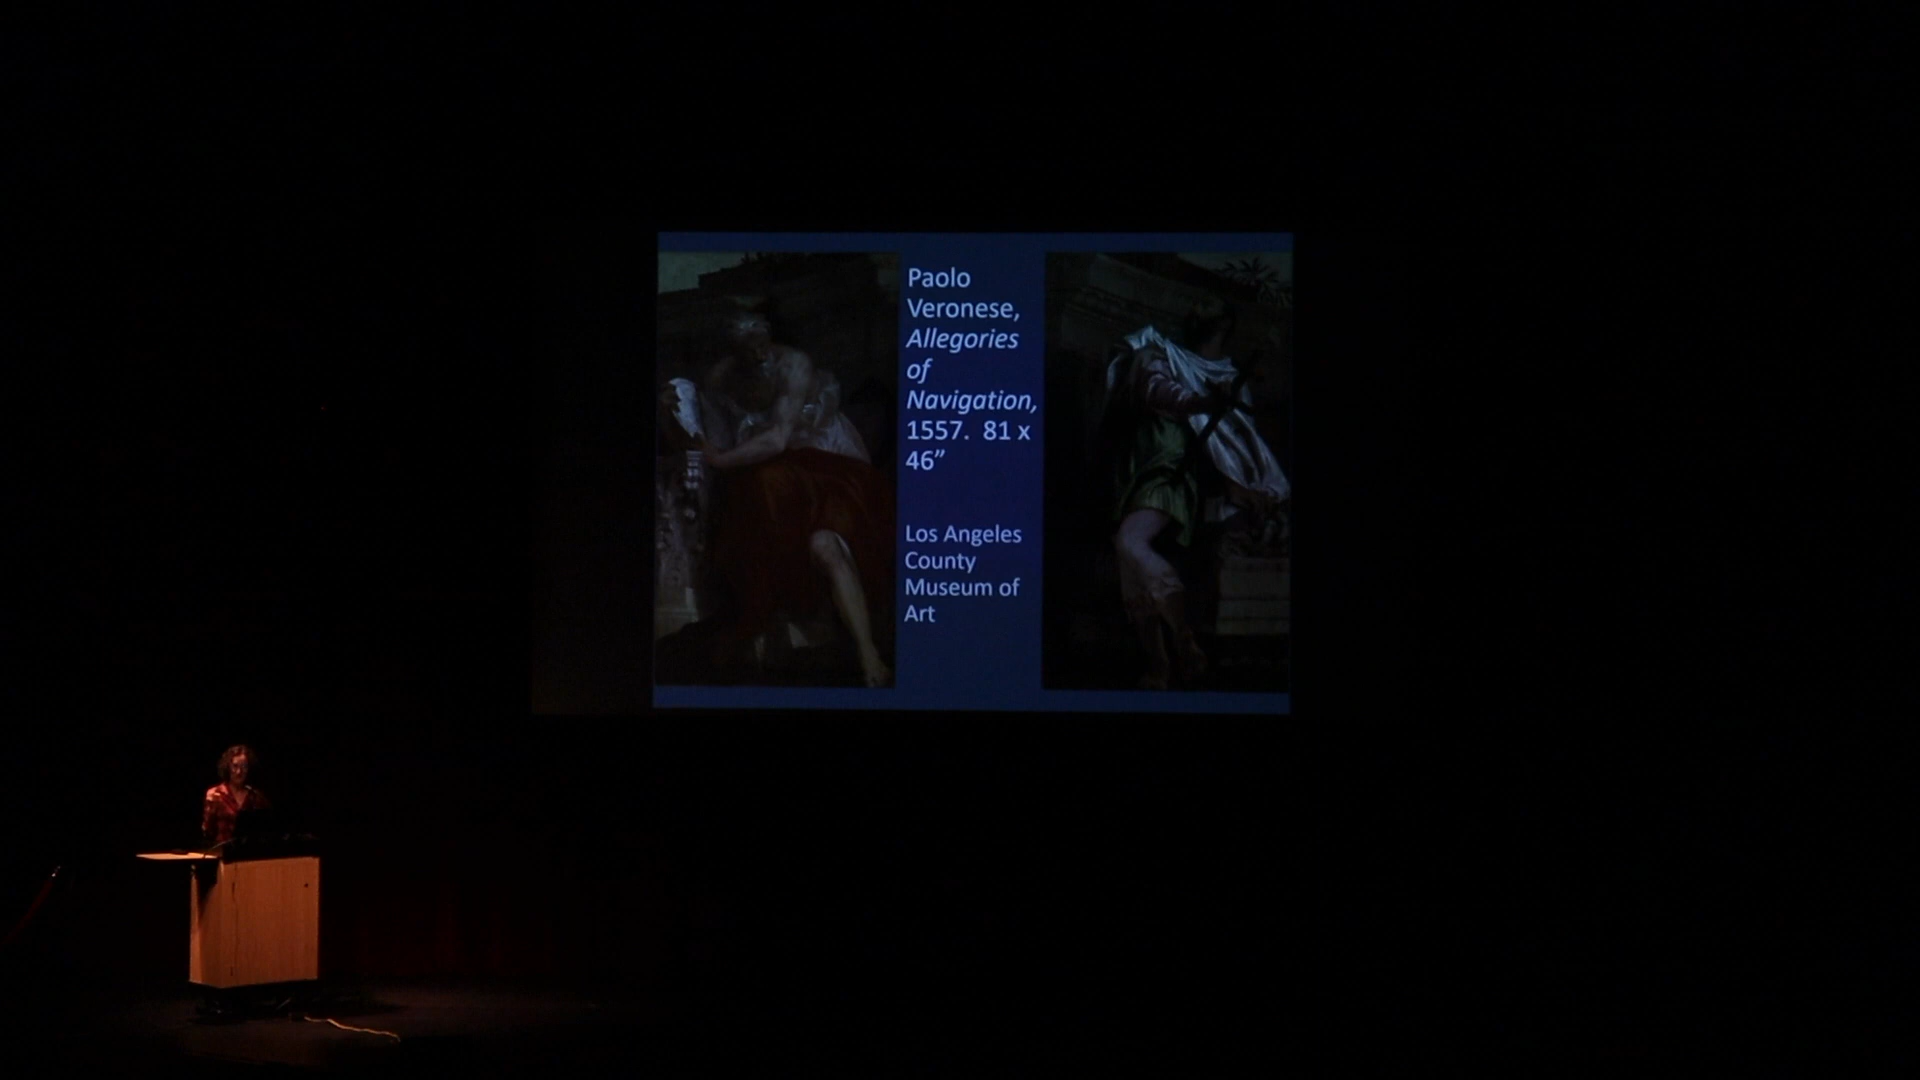 Paolo
Veronese,
Allegories
of
Navigation,
1557. 81 x
46”
Los Angeles
County
Museum of
Art